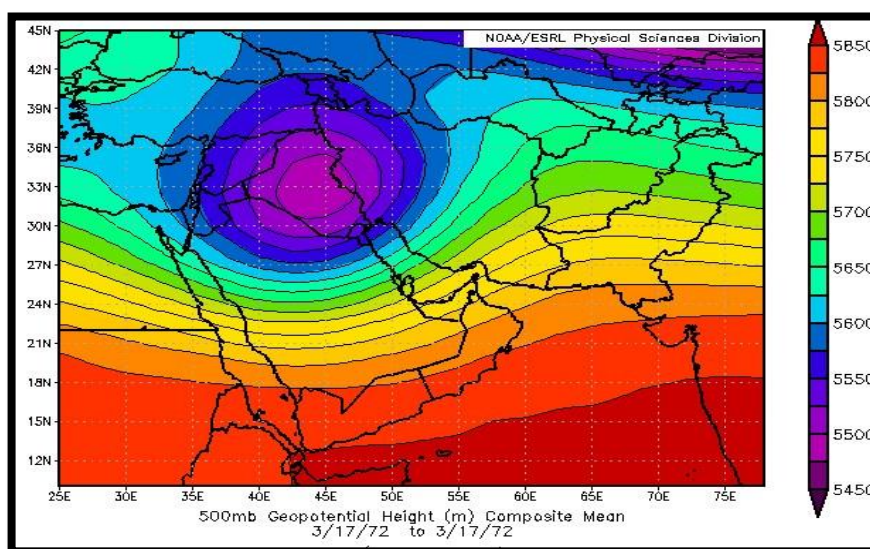 NOAA/ESRL Physical Sciences Division
45N
42N
39N
36N
33N
30N
27N
24N
21N
18N
15N
12N
25E 30E 35E 40E 45E 50E 55E 60E 65E 70E 75E
5850
5800
5750
5700
5650
5600
5550
5500
5450
500mb Geopotential Height (m) Composite Mean
3/17/72 to 3/17/72